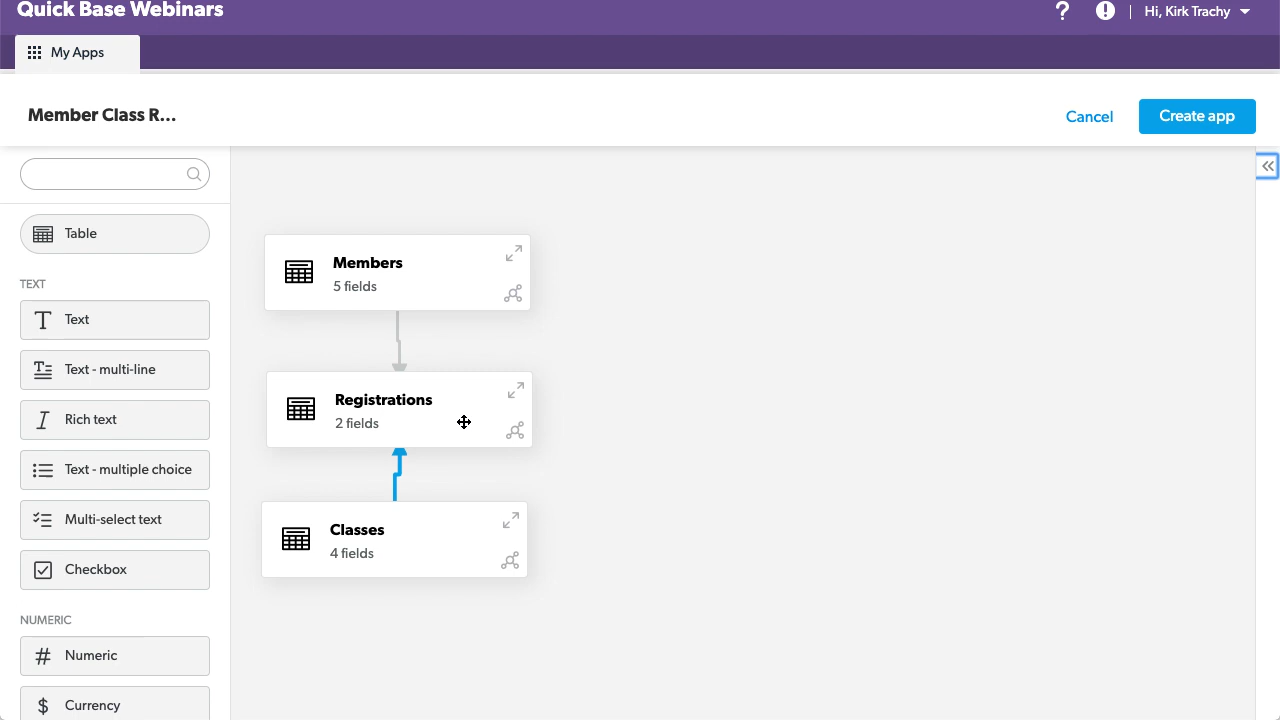 Quick Base Webinars
Hi, Kirk Trachy
My Apps
Member Class R...
Cancel
Create app
Table
TEXT
Text
Text - multi-line
Rich text
Text - multiple choice
Multi-select text
Checkbox
NUMERIC
Numeric
Currency
Members
5 fields
Registrations
2 fields
Classes
4 fields